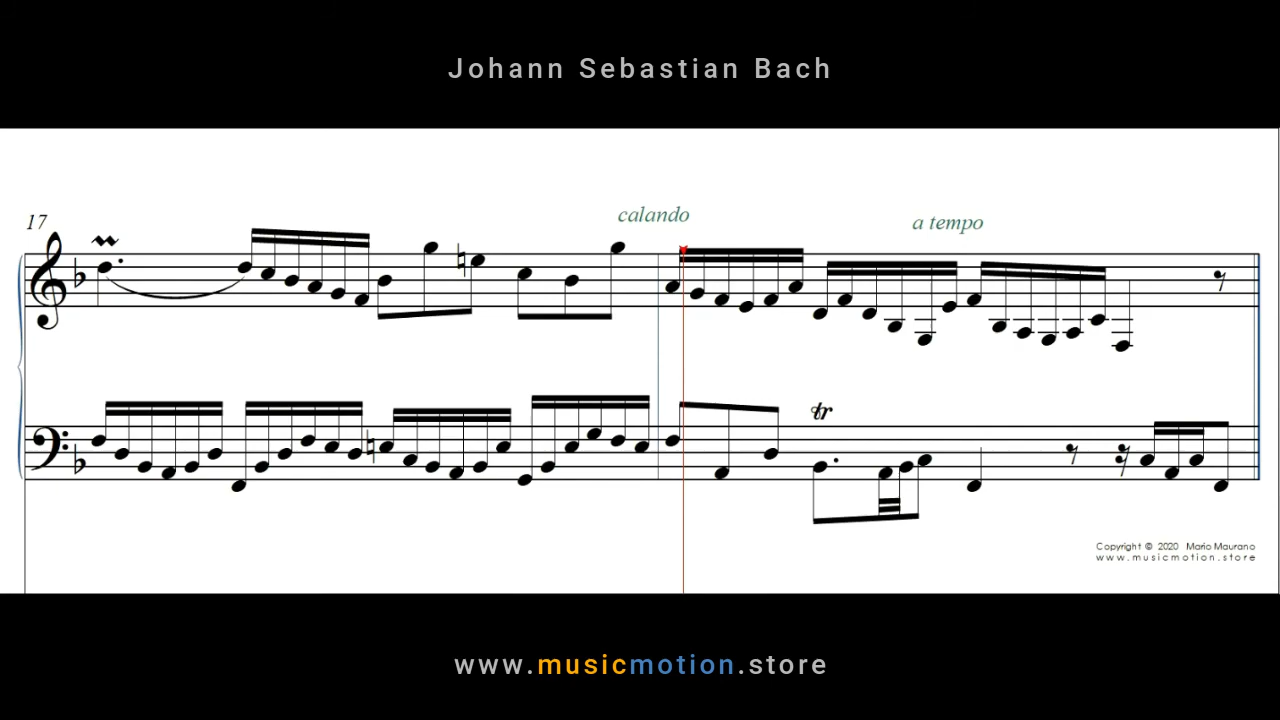 Johann Sebastian Bach
17
calando
a tempo
tr
Copyright © 2020 Mario Maurano
www.musicmotion.store
www.musicmotion.store